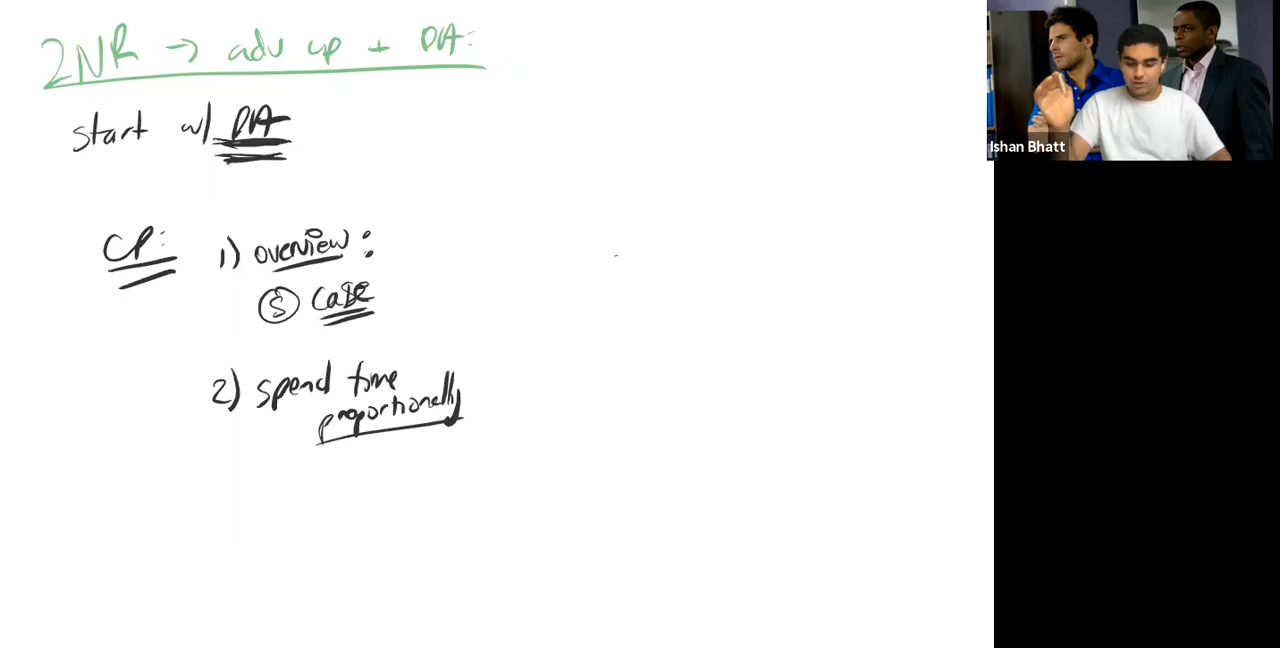 2NR → adv cp + DA:
start w/ DA
CP: 1) overview:
Ⓢ case
2) spend time
proportionally
Ishan Bhatt